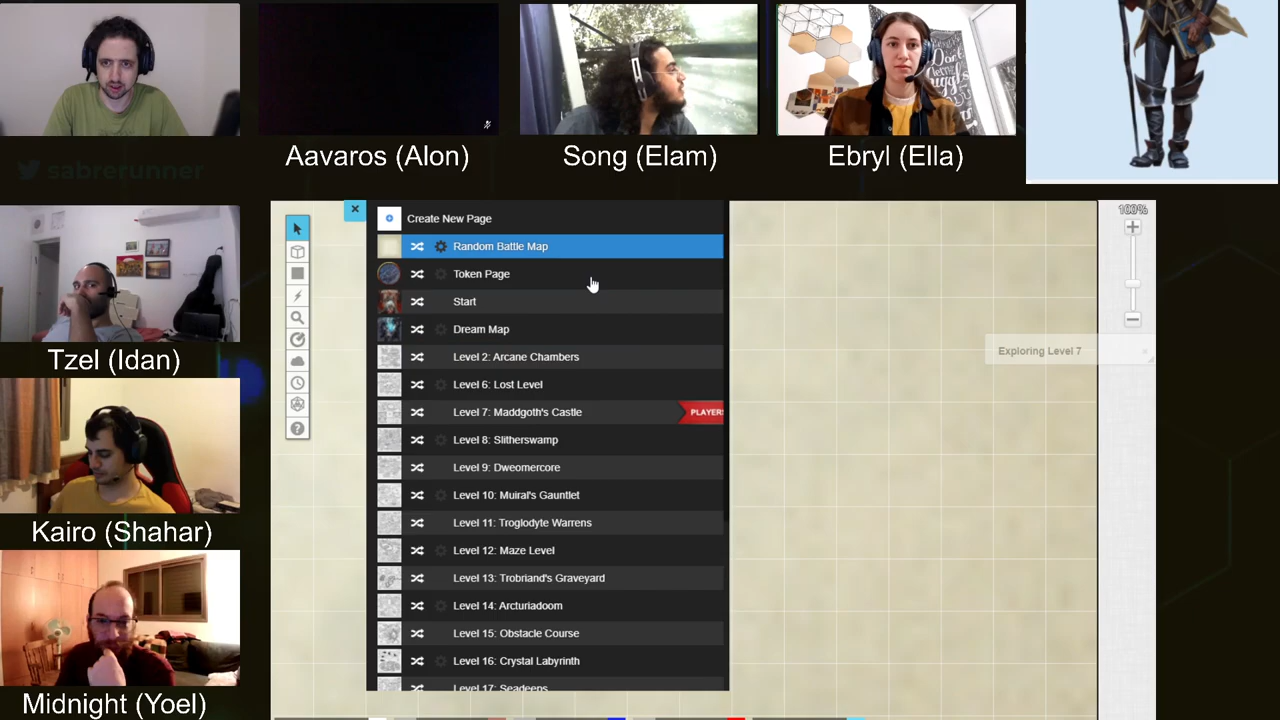 Aavaros (Alon)
Song (Elam)
Ebryl (Ella)
sabrerunner
Tzel (Idan)
Kairo (Shahar)
Midnight (Yoel)
Create New Page
Random Battle Map
Token Page
Start
Dream Map
Level 2: Arcane Chambers
Level 6: Lost Level
Level 7: Maddgoth's Castle
PLAYER
Level 8: Slitherswamp
Level 9: Dweomercore
Level 10: Muiral's Gauntlet
Level 11: Troglodyte Warrens
Level 12: Maze Level
Level 13: Trobriand's Graveyard
Level 14: Arcturiadoom
Level 15: Obstacle Course
Level 16: Crystal Labyrinth
Level 17: Seadeeps
100%
Exploring Level 7